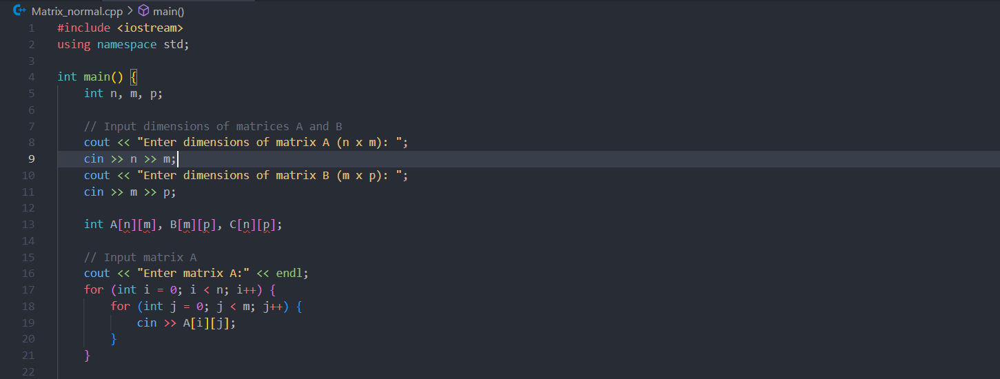 Matrix_normal.cpp > main()
1 #include <iostream>
2 using namespace std;
3
4 int main() {
5     int n, m, p;
6
7     // Input dimensions of matrices A and B
8     cout << "Enter dimensions of matrix A (n x m): ";
9     cin >> n >> m;
10     cout << "Enter dimensions of matrix B (m x p): ";
11     cin >> m >> p;
12
13     int A[n][m], B[m][p], C[n][p];
14
15     // Input matrix A
16     cout << "Enter matrix A:" << endl;
17     for (int i = 0; i < n; i++) {
18         for (int j = 0; j < m; j++) {
19             cin >> A[i][j];
20         }
21     }
22